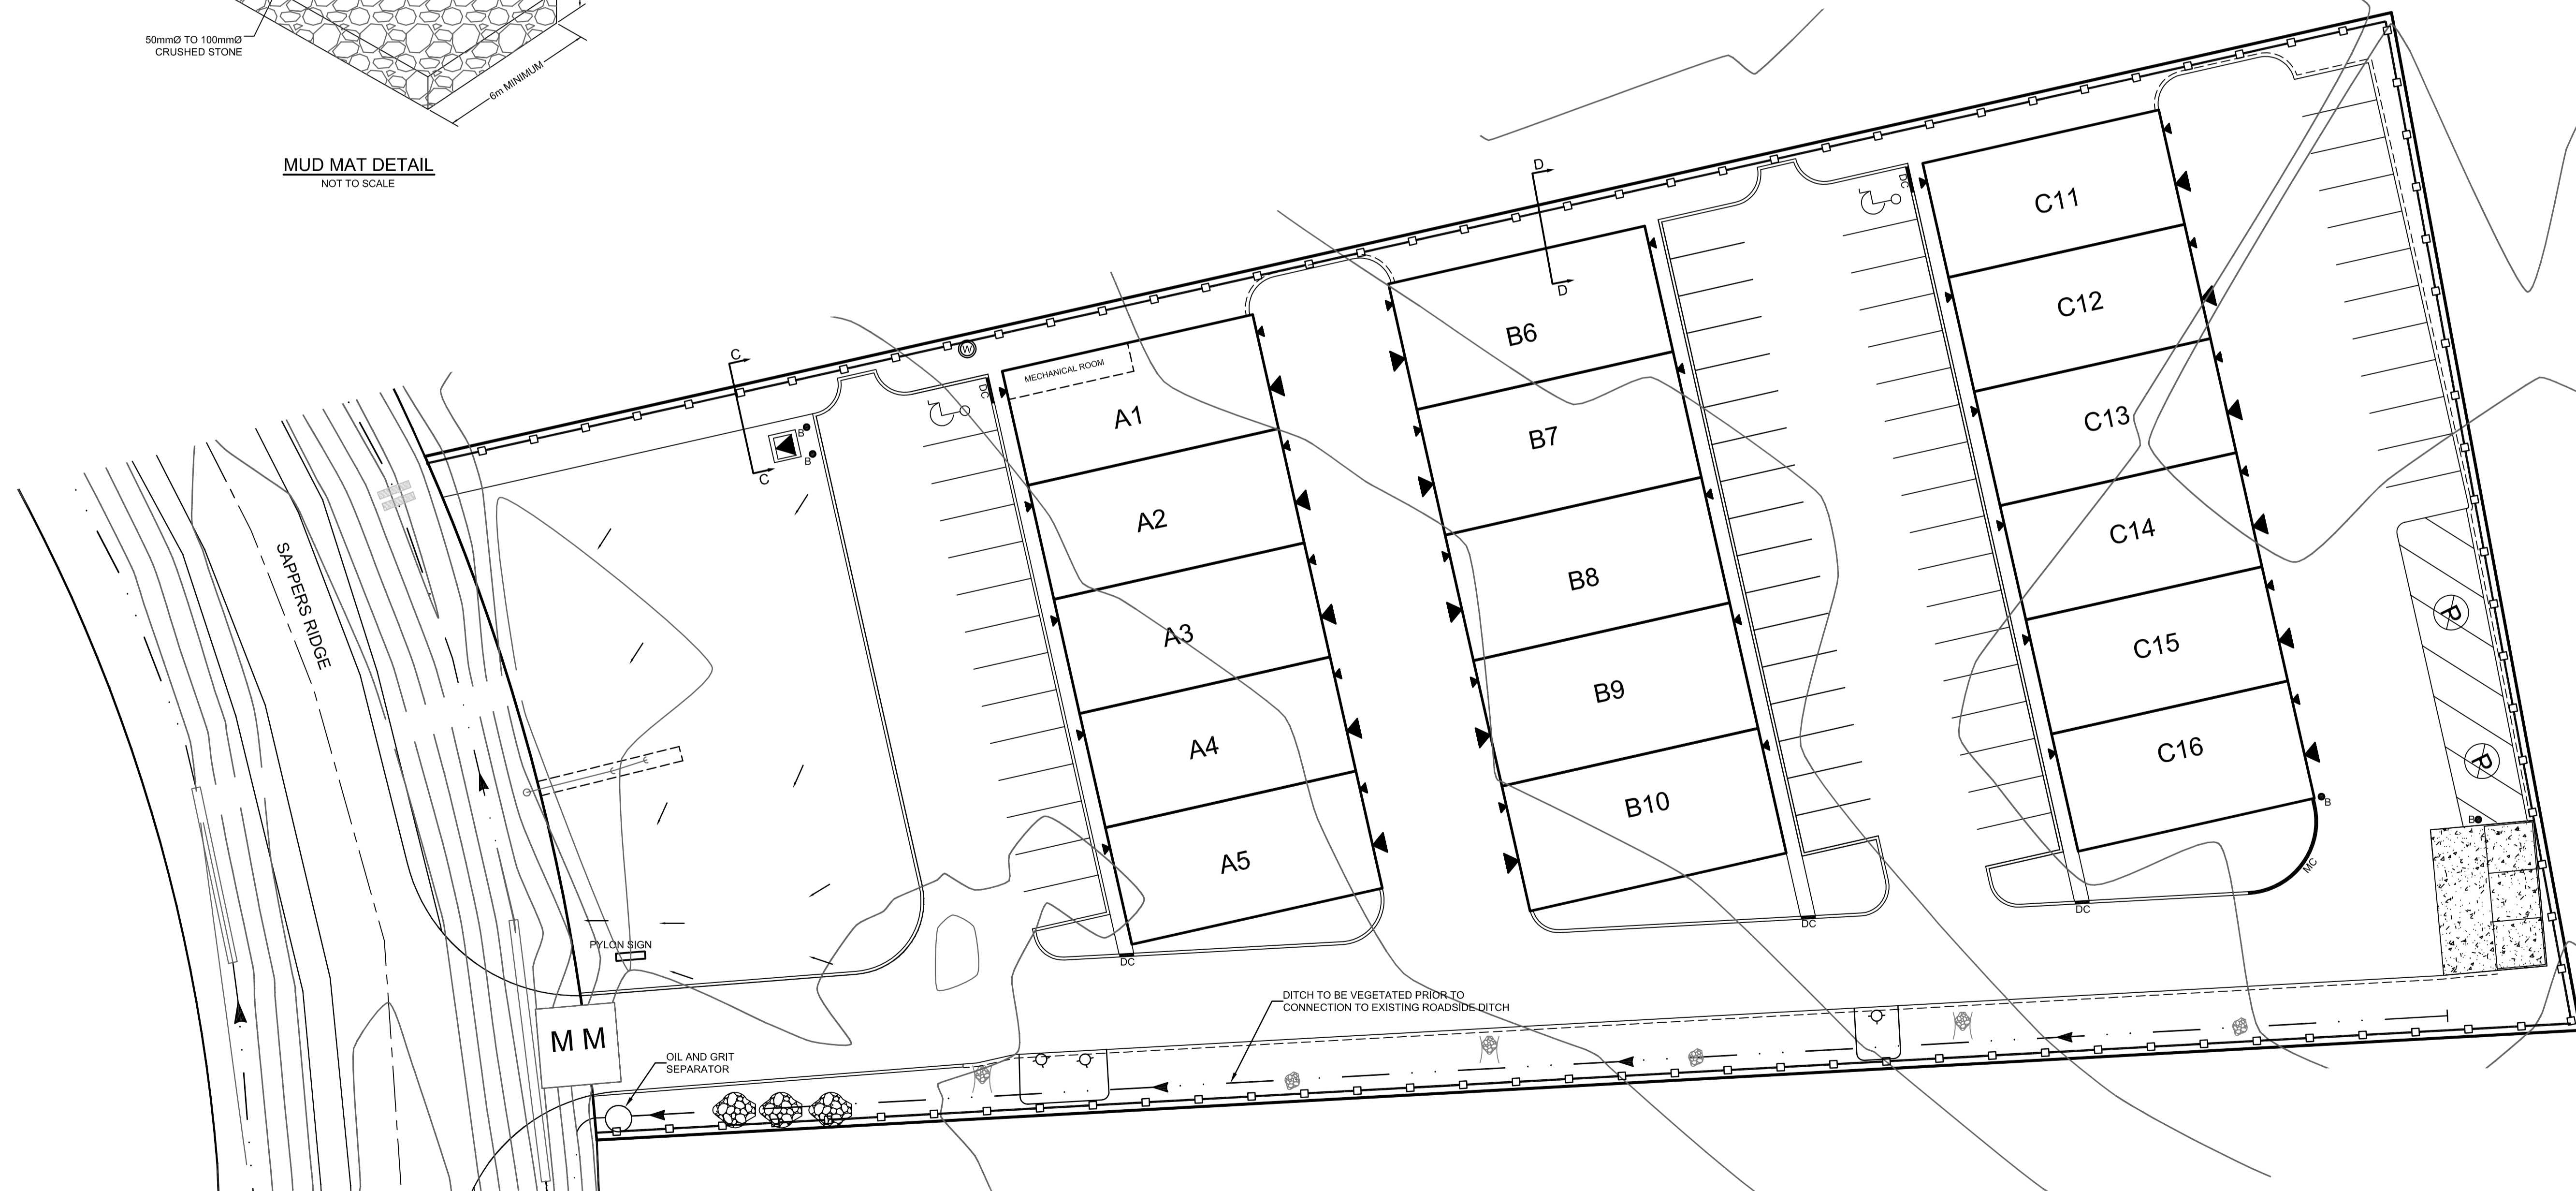 50mmØ TO 100mmØ
CRUSHED STONE
6m MINIMUM
MUD MAT DETAIL
NOT TO SCALE
D
D
C
C
W
B
B
DC
DC
MECHANICAL ROOM
A1
A2
A3
A4
A5
B6
B7
B8
B9
B10
C11
C12
C13
C14
C15
C16
SAPPERS RIDGE
P
P
B
B
MC
DC
DC
DC
PYLON SIGN
M M
OIL AND GRIT
SEPARATOR
DITCH TO BE VEGETATED PRIOR TO
CONNECTION TO EXISTING ROADSIDE DITCH